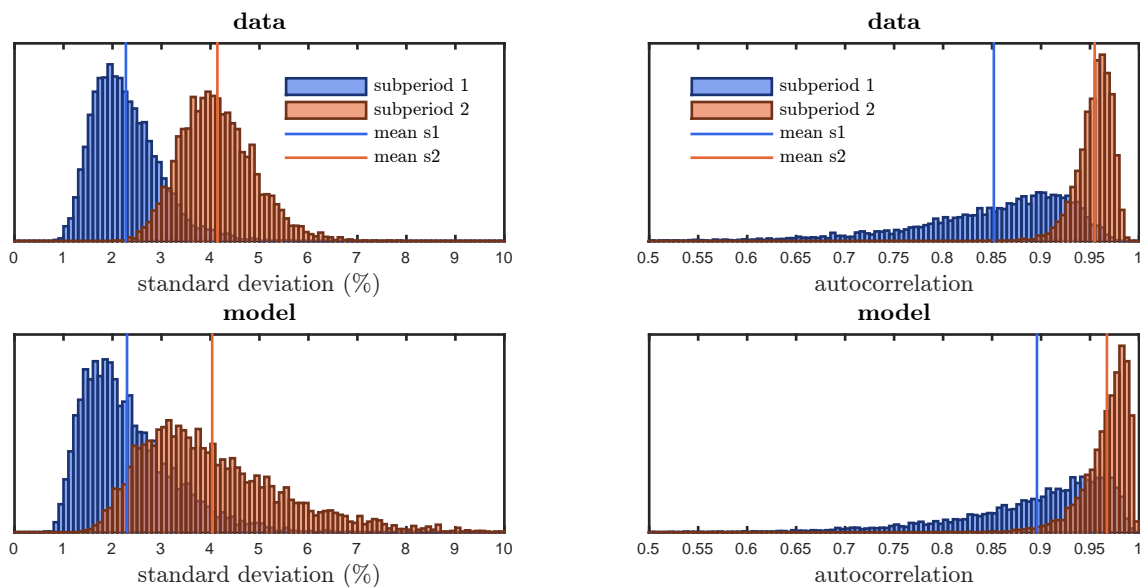 data
subperiod 1
subperiod 2
mean s1
mean s2
0 1 2 3 4 5 6 7 8 9 10
standard deviation (%)
data
subperiod 1
subperiod 2
mean s1
mean s2
0.5 0.55 0.6 0.65 0.7 0.75 0.8 0.85 0.9 0.95 1
autocorrelation
model
0 1 2 3 4 5 6 7 8 9 10
standard deviation (%)
model
0.5 0.55 0.6 0.65 0.7 0.75 0.8 0.85 0.9 0.95 1
autocorrelation